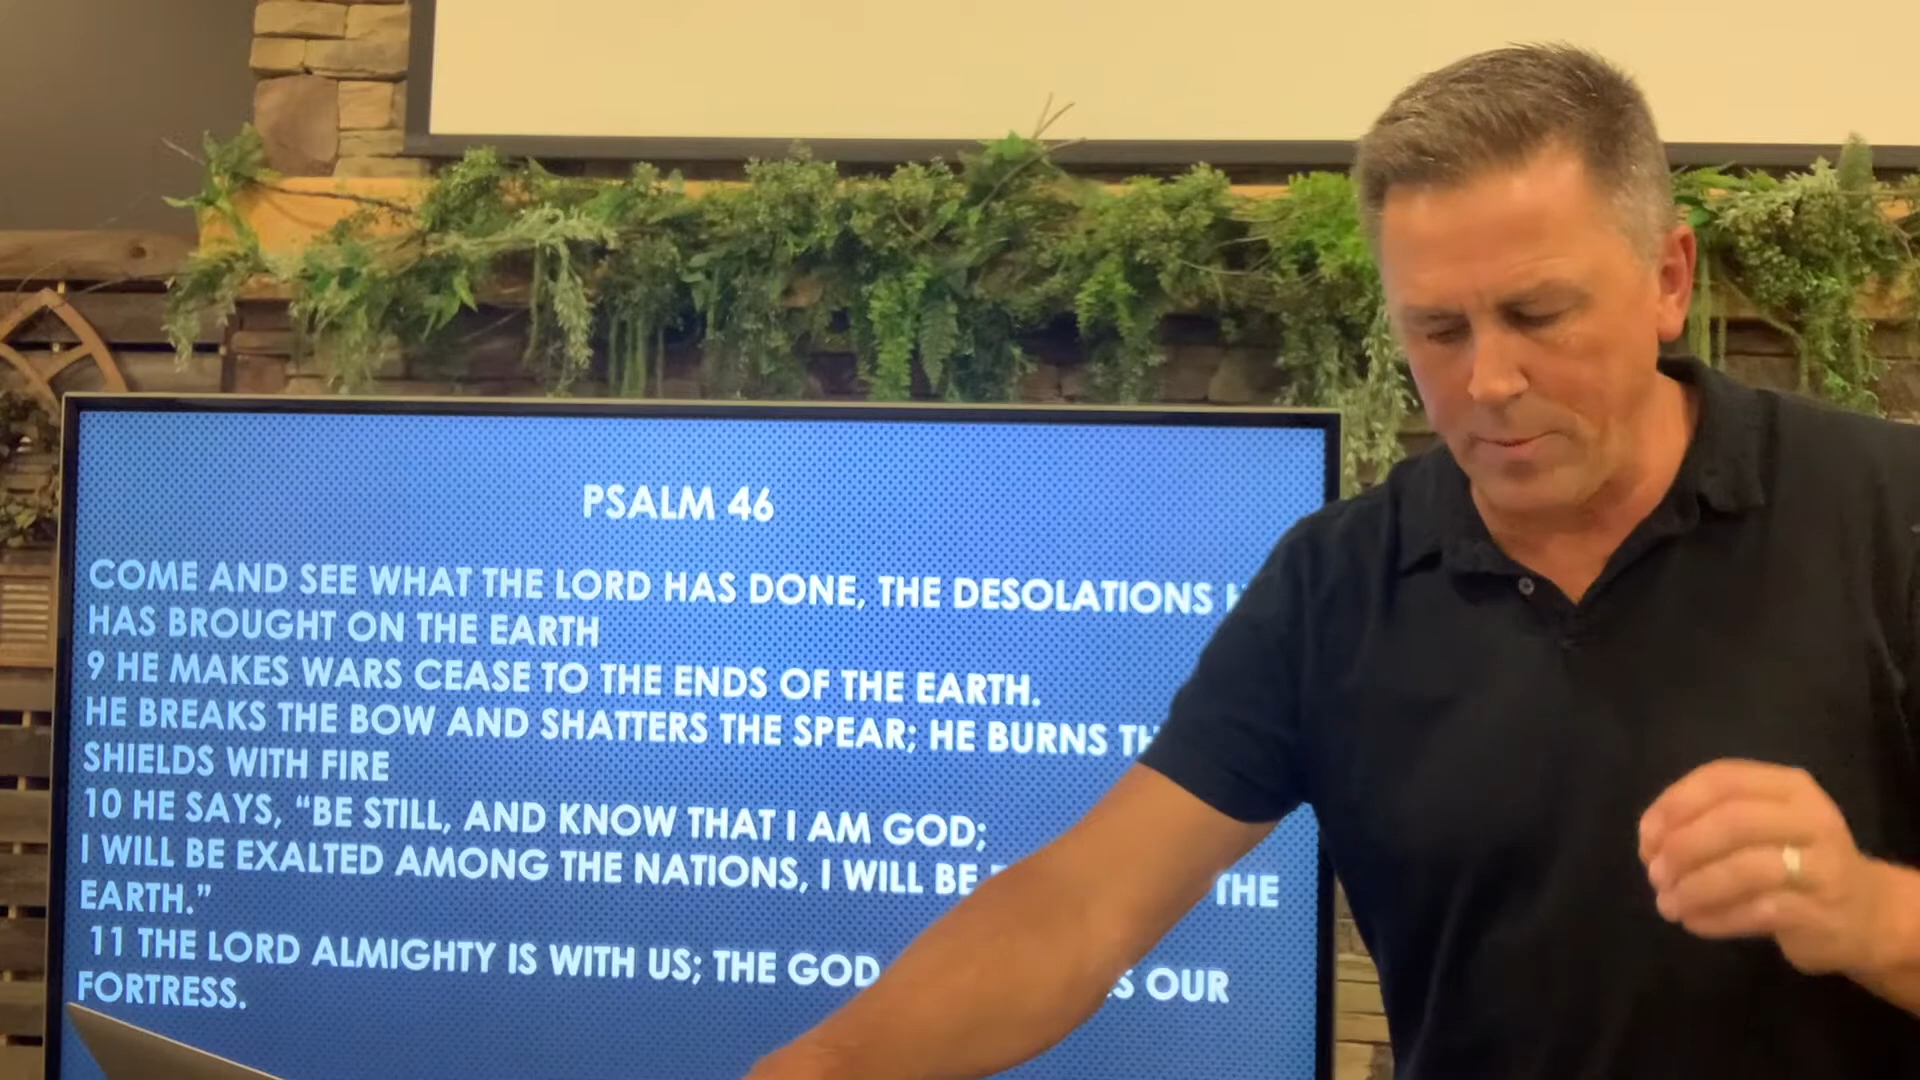 PSALM 46
COME AND SEE WHAT THE LORD HAS DONE, THE DESOLATIONS
HAS BROUGHT ON THE EARTH
9 HE MAKES WARS CEASE TO THE ENDS OF THE EARTH.
HE BREAKS THE BOW AND SHATTERS THE SPEAR; HE BURNS
SHIELDS WITH FIRE
10 HE SAYS, “BE STILL, AND KNOW THAT I AM GOD;
I WILL BE EXALTED AMONG THE NATIONS, I WILL BE THE
EARTH.”
11 THE LORD ALMIGHTY IS WITH US; THE GOD OUR
FORTRESS.